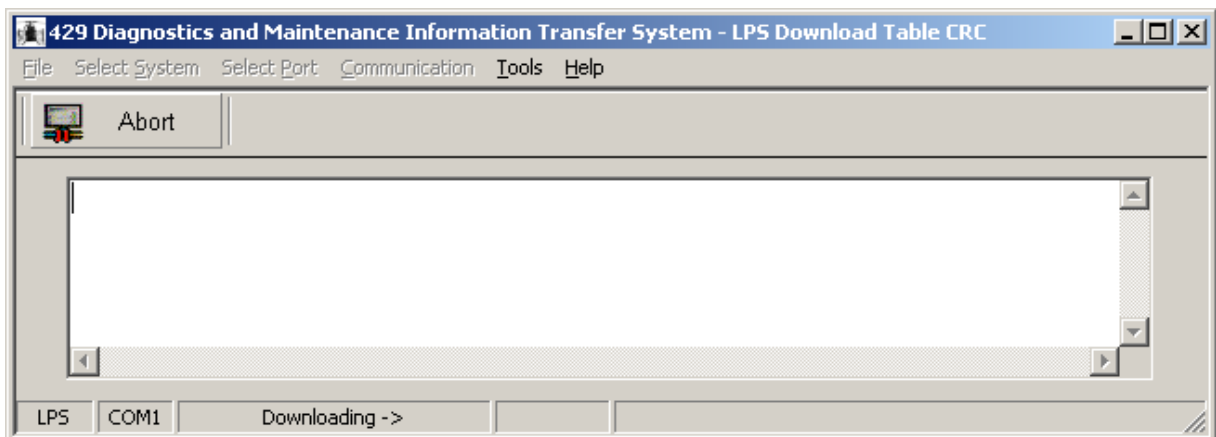 429 Diagnostics and Maintenance Information Transfer System - LPS Download Table CRC
File Select System Select Port Communication Tools Help
Abort
LPS COM1 Downloading ->